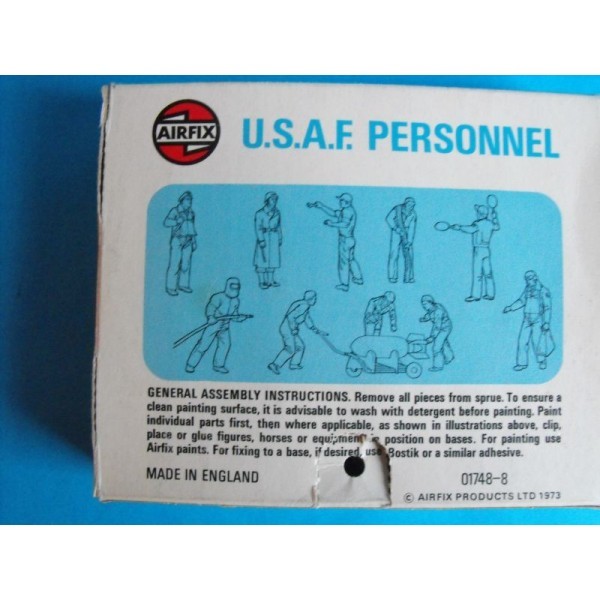 AIRFIX
U.S.A.F. PERSONNEL
GENERAL ASSEMBLY INSTRUCTIONS. Remove all pieces from sprue. To ensure a
clean painting surface, it is advisable to wash with detergent before painting. Paint
individual parts first, then where applicable, as shown in illustrations above, clip,
place or glue figures, horses or equipment in position on bases. For painting use
Airfix paints. For fixing to a base, if desired, use Bostik or a similar adhesive.
MADE IN ENGLAND
01748-8
© AIRFIX PRODUCTS LTD 1973